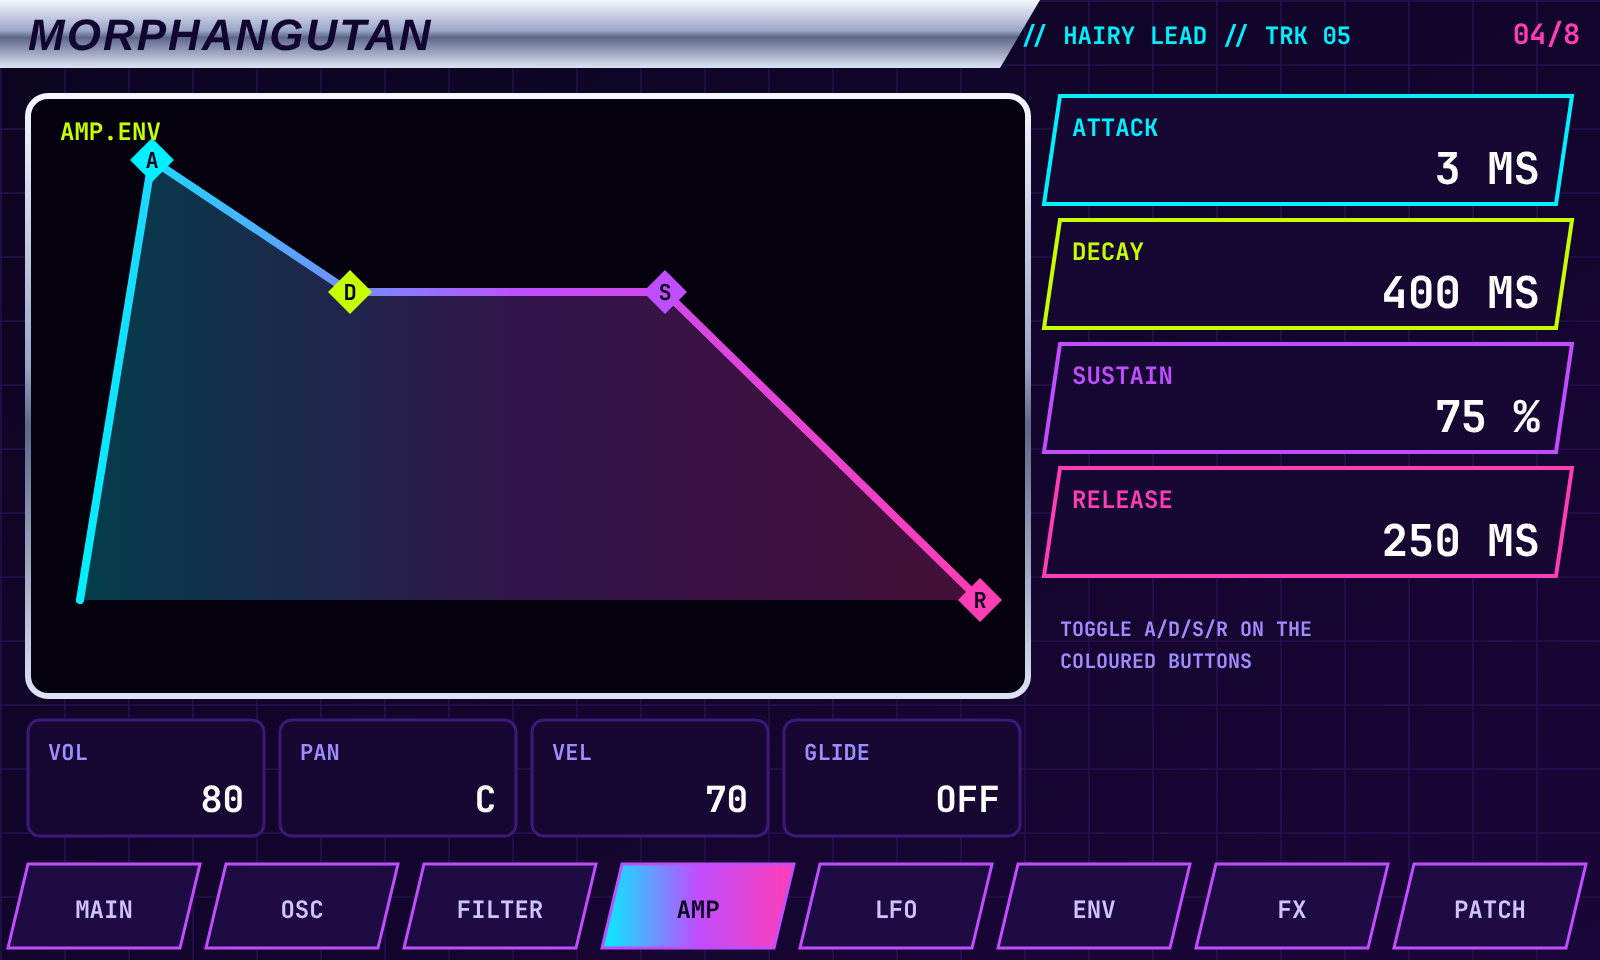 MORPHANGUTAN
// HAIRY LEAD // TRK 05
04/8
AMP.ENV
A
D
S
R
ATTACK
3 MS
DECAY
400 MS
SUSTAIN
75 %
RELEASE
250 MS
TOGGLE A/D/S/R ON THE
COLOURED BUTTONS
VOL
80
PAN
C
VEL
70
GLIDE
OFF
MAIN
OSC
FILTER
AMP
LFO
ENV
FX
PATCH